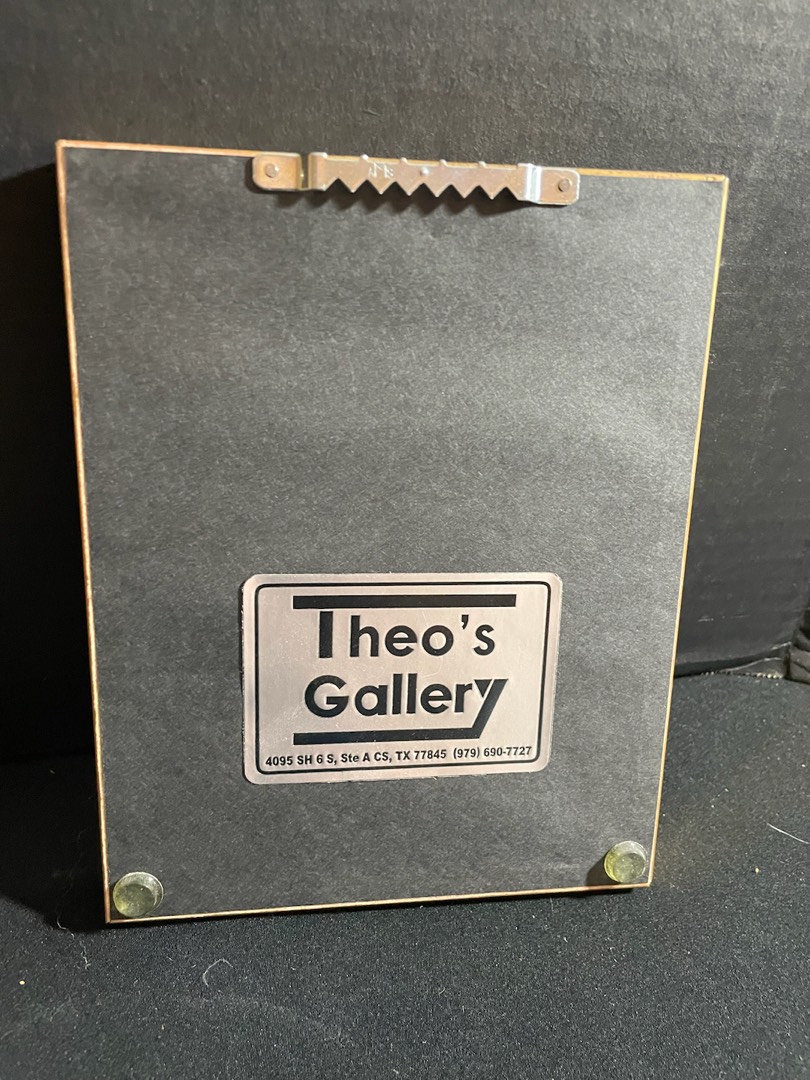 Theo's
Gallery
4095 SH 6 S, Ste A CS, TX 77845 (979) 690-7727